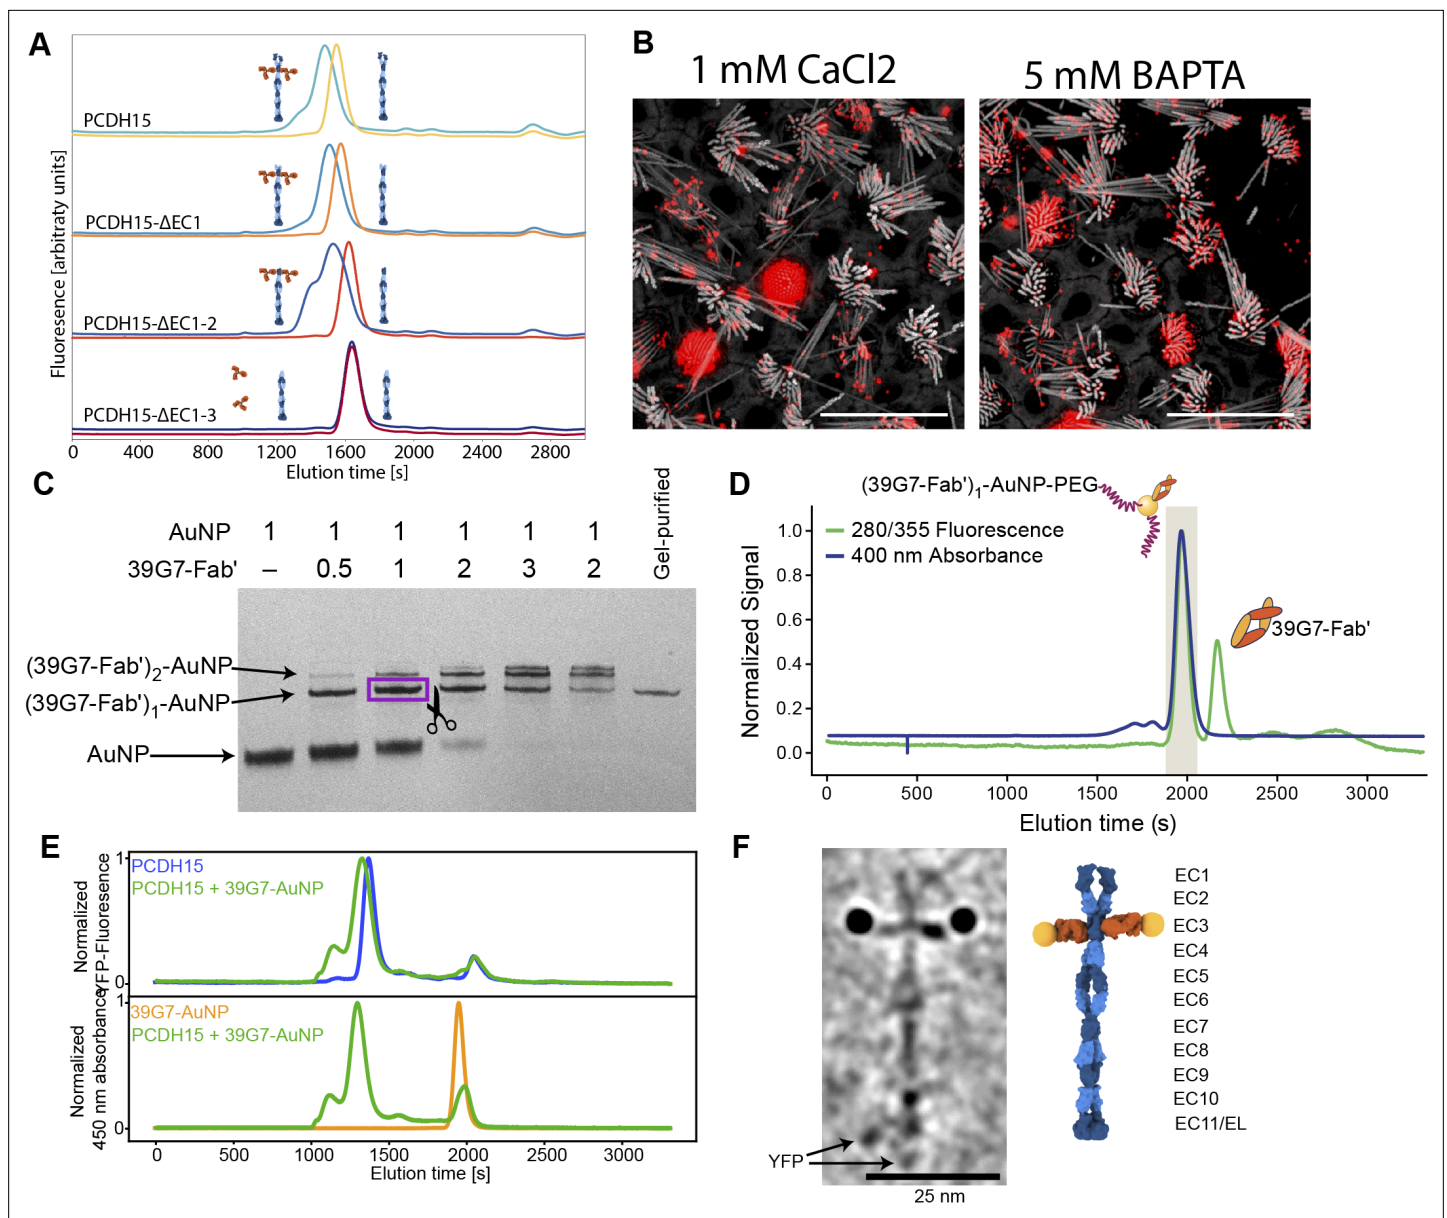 A
Fluoresence [arbitraty units]
PCDH15
PCDH15-ΔEC1
PCDH15-ΔEC1-2
PCDH15-ΔEC1-3
0 400 800 1200 1600 2000 2400 2800
Elution time [s]
B
1 mM CaCl2 5 mM BAPTA
C
AuNP 1 1 1 1 1 1
39G7-Fab' – 0.5 1 2 3 2
Gel-purified
(39G7-Fab')2-AuNP
(39G7-Fab')1-AuNP
AuNP
D
(39G7-Fab')1-AuNP-PEG
280/355 Fluorescence
400 nm Absorbance
39G7-Fab'
Normalized Signal
1.0
0.8
0.6
0.4
0.2
0.0
0 500 1000 1500 2000 2500 3000
Elution time (s)
E
Normalized
YFP-Fluoresence
1
0
PCDH15
PCDH15 + 39G7-AuNP
Normalized
450 nm absorbance
1
0
39G7-AuNP
PCDH15 + 39G7-AuNP
0 500 1000 1500 2000 2500 3000
Elution time [s]
F
YFP
25 nm
EC1
EC2
EC3
EC4
EC5
EC6
EC7
EC8
EC9
EC10
EC11/EL